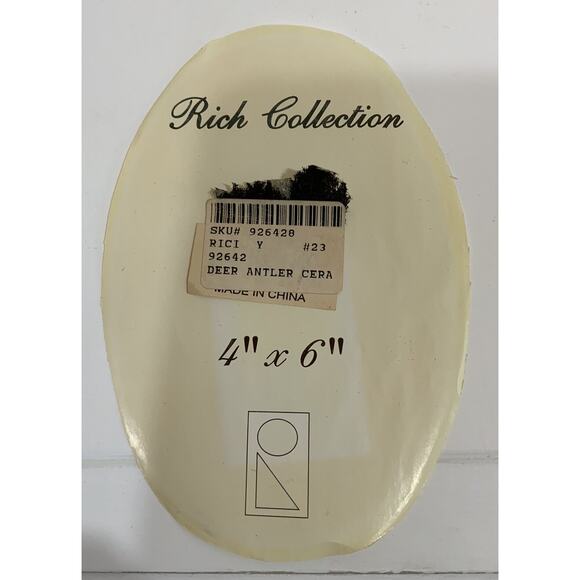 Rich Collection
SKU# 926428
RICI Y #23
92642
DEER ANTLER CERA
MADE IN CHINA
4" x 6"